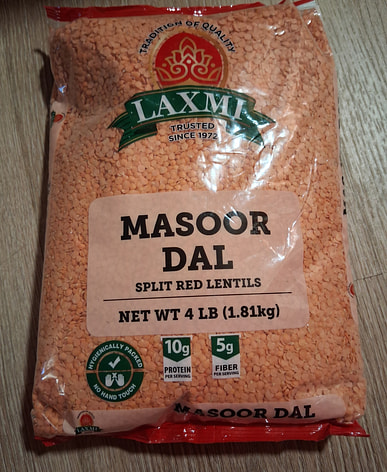 TRADITION OF QUALITY
LAXMI
TRUSTED
SINCE 1972
MASOOR
DAL
SPLIT RED LENTILS
NET WT 4 LB (1.81kg)
HYGIENICALLY PACKED
NO HAND TOUCH
10g
PROTEIN
PER SERVING
5g
FIBER
PER SERVING
MASOOR DAL